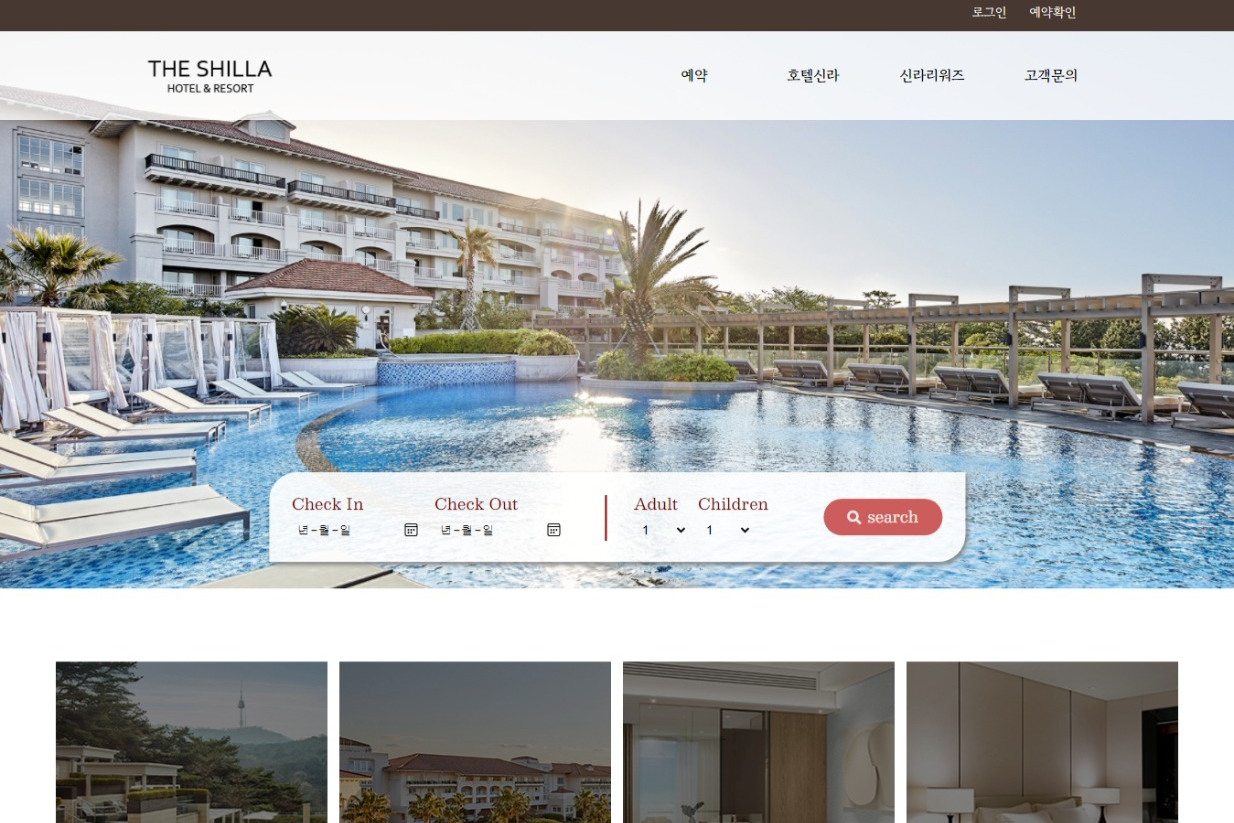 로그인 예약확인
THE SHILLA
HOTEL & RESORT
예약 호텔신라 신라리워즈 고객문의
Check In Check Out Adult Children
년-월-일 년-월-일 1 1
search